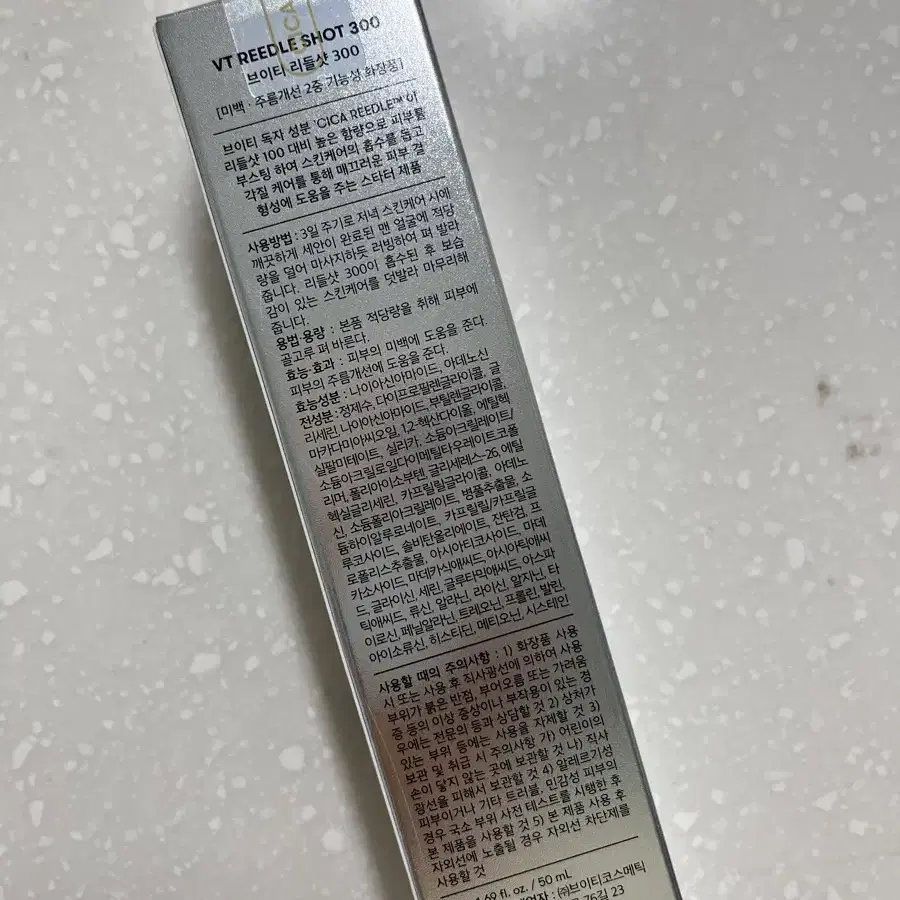 CICA
VT REEDLE SHOT 300
브이티 리들샷 300
[미백·주름개선 2중 기능성 화장품]
브이티 독자 성분 'CICA REEDLE™'이
리들샷 100 대비 높은 함량으로 피부를
부스팅 하여 스킨케어의 흡수를 돕고
각질 케어를 통해 매끄러운 피부 결
형성에 도움을 주는 스타터 제품
사용방법 : 3일 주기로 저녁 스킨케어 시에
깨끗하게 세안이 완료된 맨 얼굴에 적당
량을 덜어 마사지하듯 러빙하여 펴 발라
줍니다. 리들샷 300이 흡수된 후 보습
감이 있는 스킨케어를 덧발라 마무리해
줍니다.
용법·용량 : 본품 적당량을 취해 피부에
골고루 펴 바른다.
효능·효과 : 피부의 미백에 도움을 준다.
피부의 주름개선에 도움을 준다.
효능성분 : 나이아신아마이드, 아데노신
전성분 : 정제수, 다이프로필렌글라이콜, 글
리세린, 나이아신아마이드, 부틸렌글라이콜,
마카다미아씨오일, 1,2-헥산다이올, 에틸헥
실팔미테이트, 실리카, 소듐아크릴레이트/
소듐아크릴로일다이메틸타우레이트코폴
리머, 폴리아이소부텐, 글리세레스-26, 에틸
헥실글리세린, 카프릴릴글라이콜, 아데노
신, 소듐폴리아크릴레이트, 병풀추출물, 소
듐하이알루로네이트, 카프릴릴/카프릴글
루코사이드, 솔비탄올리에이트, 잔탄검, 프
로폴리스추출물, 아시아티코사이드, 마데
카소사이드, 마데카식애씨드, 아시아틱애씨
드, 글라이신, 세린, 글루타믹애씨드, 아스파
틱애씨드, 류신, 알라닌, 라이신, 알지닌, 타
이로신, 페닐알라닌, 트레오닌, 프롤린, 발린,
아이소류신, 히스티딘, 메티오닌, 시스테인
사용할 때의 주의사항 : 1) 화장품 사용
시 또는 사용 후 직사광선에 의하여 사용
부위가 붉은 반점, 부어오름 또는 가려움
증 등의 이상 증상이나 부작용이 있는 경
우에는 전문의 등과 상담할 것 2) 상처가
있는 부위 등에는 사용을 자제할 것 3)
보관 및 취급 시 주의사항 가) 어린이의
손이 닿지 않는 곳에 보관할 것 나) 직사
광선을 피해서 보관할 것 4) 알레르기성
피부이거나 기타 트러블, 민감성 피부의
경우 국소 부위 사전 테스트를 시행한 후
본 제품을 사용할 것 5) 본 제품 사용 후
자외선에 노출될 경우 자외선 차단제를
사용할 것
1.69 fl. oz. / 50 mL
㈜브이티코스메틱
76길 23